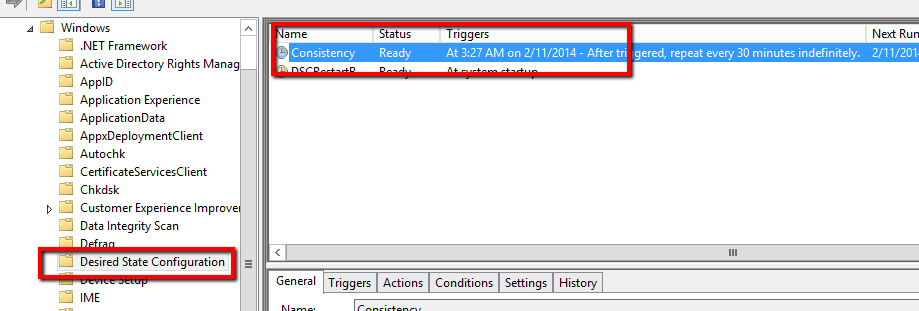 Windows
.NET Framework
Active Directory Rights Manag
AppID
Application Experience
ApplicationData
AppxDeploymentClient
Autochk
CertificateServicesClient
Chkdsk
Customer Experience Improve
Data Integrity Scan
Defrag
Desired State Configuration
Device Setup
IME
Name Status Triggers Next Run
Consistency Ready At 3:27 AM on 2/11/2014 - After triggered, repeat every 30 minutes indefinitely. 2/11/2014
DSCRestartB Ready At system startup
General Triggers Actions Conditions Settings History
Name: Consistency